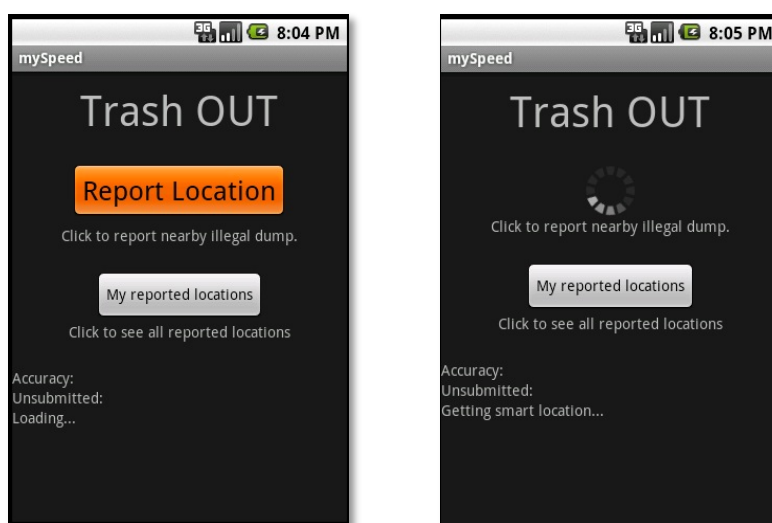 3G 8:04 PM
mySpeed
Trash OUT
Report Location
Click to report nearby illegal dump.
My reported locations
Click to see all reported locations
Accuracy:
Unsubmitted:
Loading...
3G 8:05 PM
mySpeed
Trash OUT
Click to report nearby illegal dump.
My reported locations
Click to see all reported locations
Accuracy:
Unsubmitted:
Getting smart location...